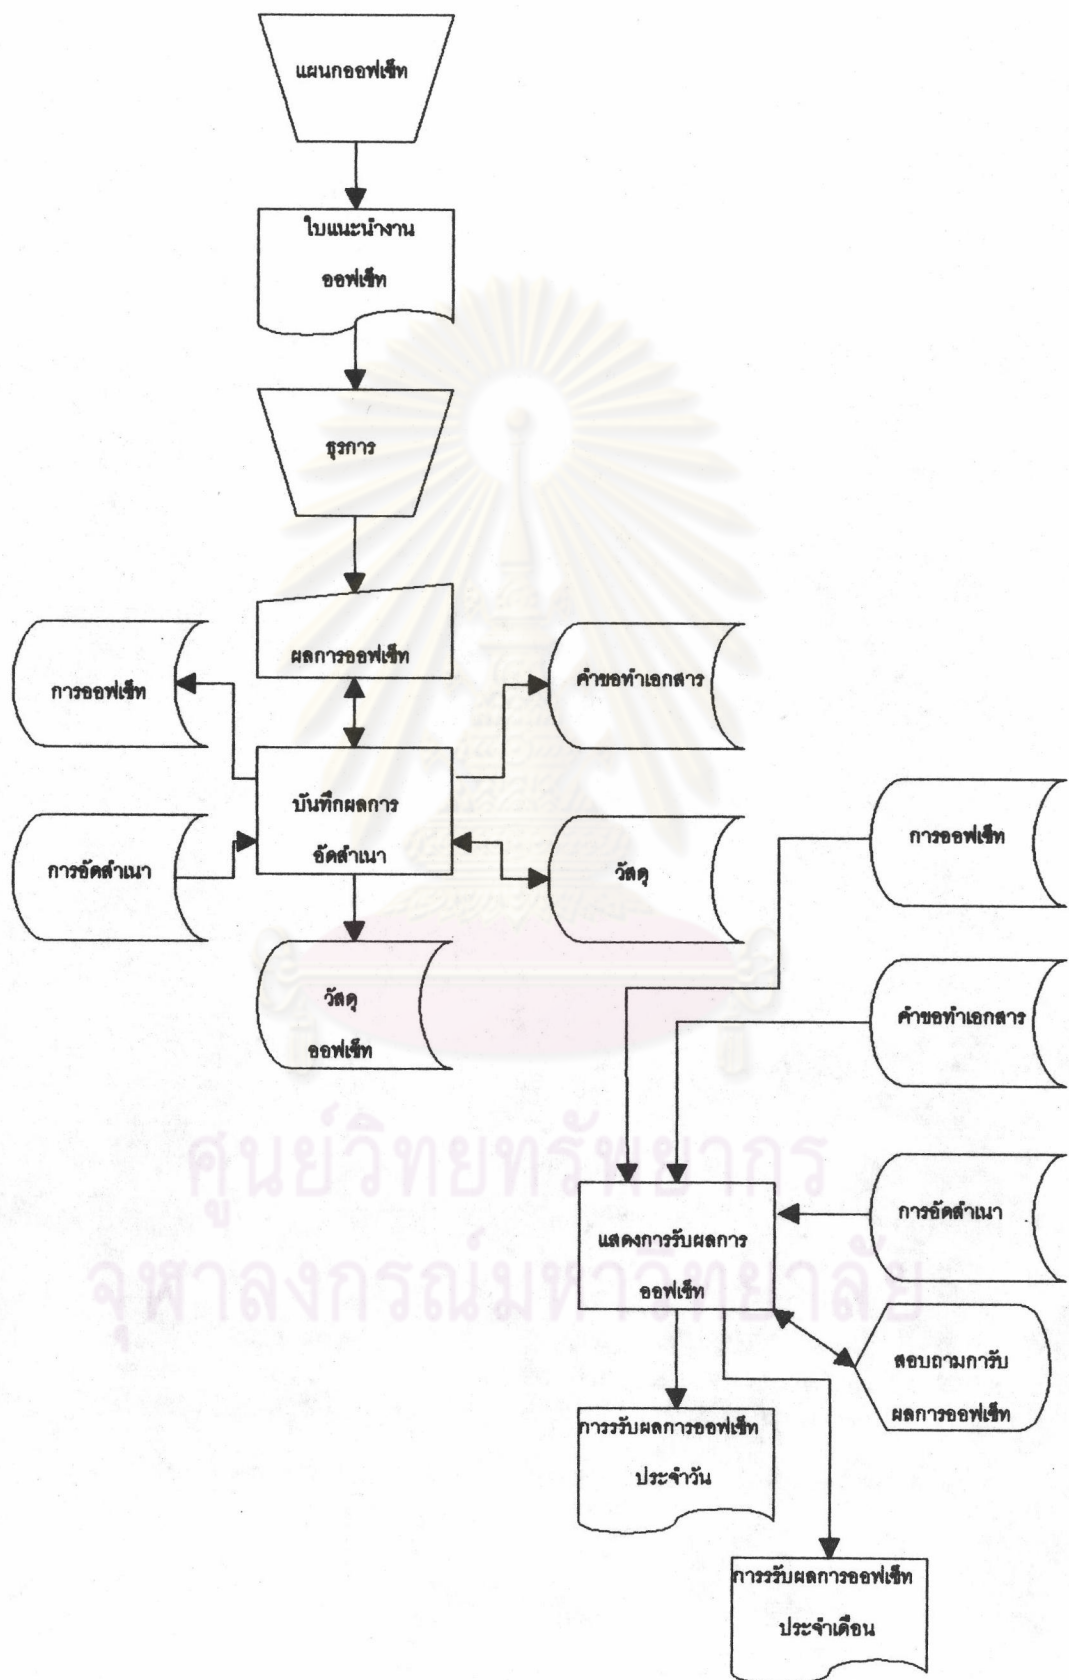 แผนกออฟเซ็ท
ใบแนะนำงาน
ออฟเซ็ท
ธุรการ
ผลการออฟเซ็ท
การออฟเซ็ท
คำขอทำเอกสาร
บันทึกผลการ
อัดสำเนา
การอัดสำเนา
วัสดุ
วัสดุ
ออฟเซ็ท
การออฟเซ็ท
คำขอทำเอกสาร
การอัดสำเนา
แสดงการรับผลการ
ออฟเซ็ท
สอบถามการับ
ผลการออฟเซ็ท
การรรับผลการออฟเซ็ท
ประจำวัน
การรรับผลการออฟเซ็ท
ประจำเดือน
ศูนย์วิทยทรัพยากร
จุฬาลงกรณ์มหาวิทยาลัย